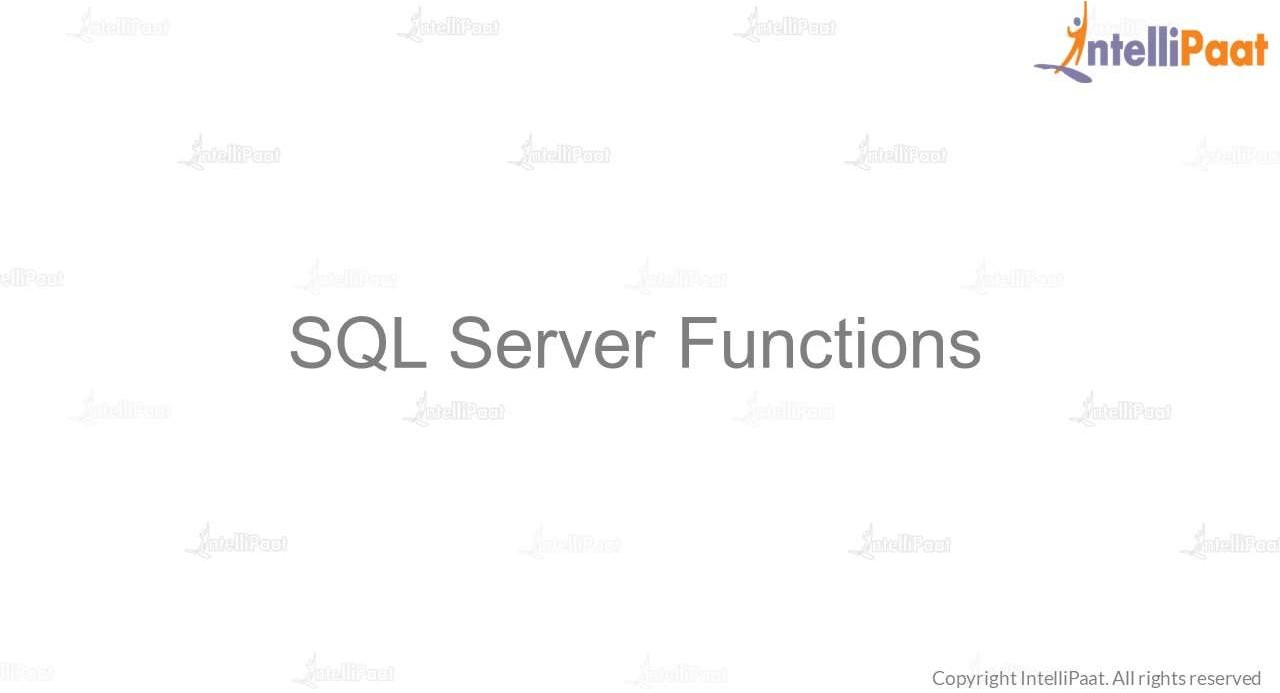 IntelliPaat
SQL Server Functions
Copyright IntelliPaat. All rights reserved